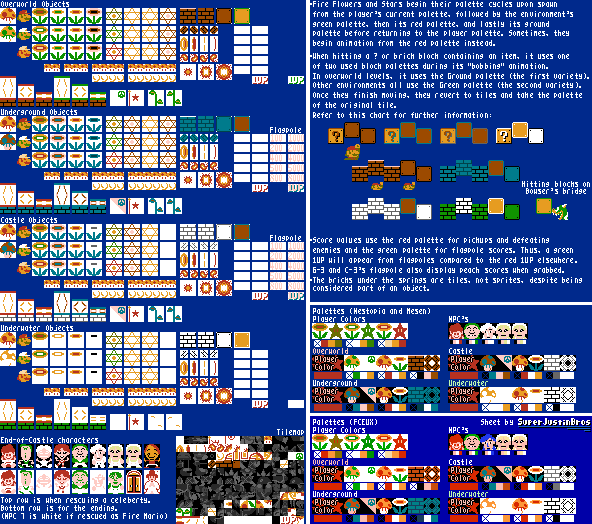 Overworld Objects
1UP
1UP
Underground Objects
Flagpole
1UP
1UP
Castle Objects
Flagpole
1UP
1UP
Underwater Objects
1UP
End-of-Castle characters
Top row is when rescuing a celeberty.
Bottom row is for the ending.
(NPC 7 is white if rescued as Fire Mario)
Tilemap
Fire Flowers and Stars begin their palette cycles upon spawn
from the player's current palette, followed by the environment's
green palette, then its red palette, and lastly its ground
palette before returning to the player palette. Sometimes, they
begin animation from the red palette instead.
When hitting a ? or brick block containing an item, it uses one
of two used block palettes during its "bobbing" animation.
In overworld levels, it uses the Ground palette (the first variety).
Other environments all use the Green palette (the second variety).
Once they finish moving, they revert to tiles and take the palette
of the original tile.
Refer to this chart for further information:
Hitting blocks on
Bowser's bridge
Score values use the red palette for pickups and defeating
enemies and the green palette for flagpole scores. Thus, a green
1UP will appear from flagpoles compared to the red 1UP elsewhere.
6-3 and C-3's flagpole also display peach scores when grabbed.
The bricks under the springs are tiles, not sprites, despite being
considered part of an object.
Palettes (Nestopia and Mesen)
Player Colors
NPC's
Overworld
Castle
Player
Color
Player
Color
Underground
Underwater
Player
Color
Player
Color
Palettes (FCEUX)
Sheet by SuperJustinBros
Player Colors
NPC's
Overworld
Castle
Player
Color
Player
Color
Underground
Underwater
Player
Color
Player
Color